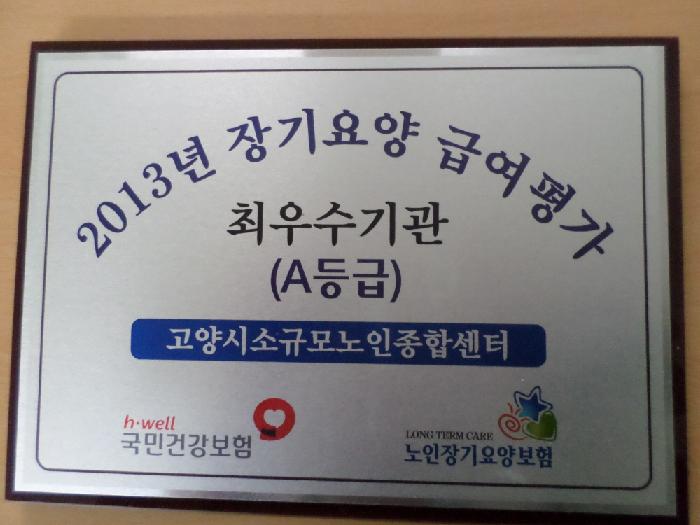 2013년 장기요양 급여평가
최우수기관
(A등급)
고양시소규모노인종합센터
h·well
국민건강보험
LONG TERM CARE
노인장기요양보험